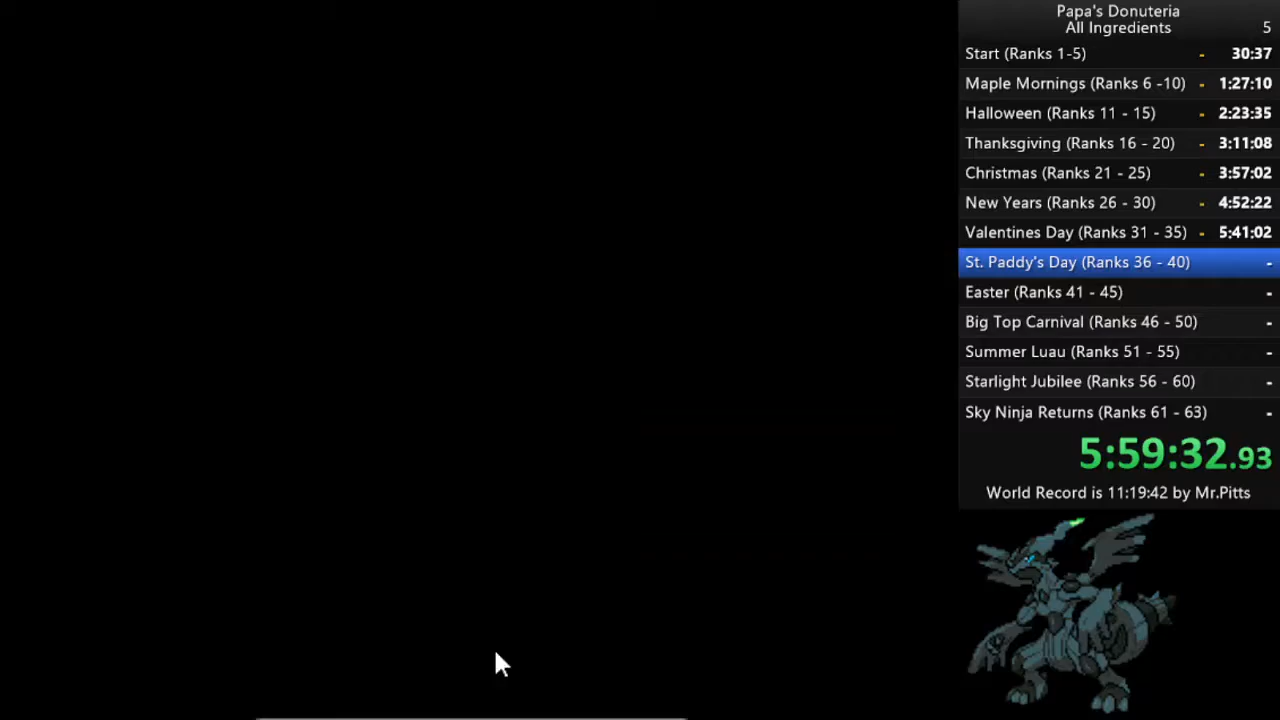 Papa's Donuteria
All Ingredients 5
Start (Ranks 1-5) - 30:37
Maple Mornings (Ranks 6 -10) - 1:27:10
Halloween (Ranks 11 - 15) - 2:23:35
Thanksgiving (Ranks 16 - 20) - 3:11:08
Christmas (Ranks 21 - 25) - 3:57:02
New Years (Ranks 26 - 30) - 4:52:22
Valentines Day (Ranks 31 - 35) - 5:41:02
St. Paddy's Day (Ranks 36 - 40) -
Easter (Ranks 41 - 45) -
Big Top Carnival (Ranks 46 - 50) -
Summer Luau (Ranks 51 - 55) -
Starlight Jubilee (Ranks 56 - 60) -
Sky Ninja Returns (Ranks 61 - 63) -
5:59:32.93
World Record is 11:19:42 by Mr.Pitts